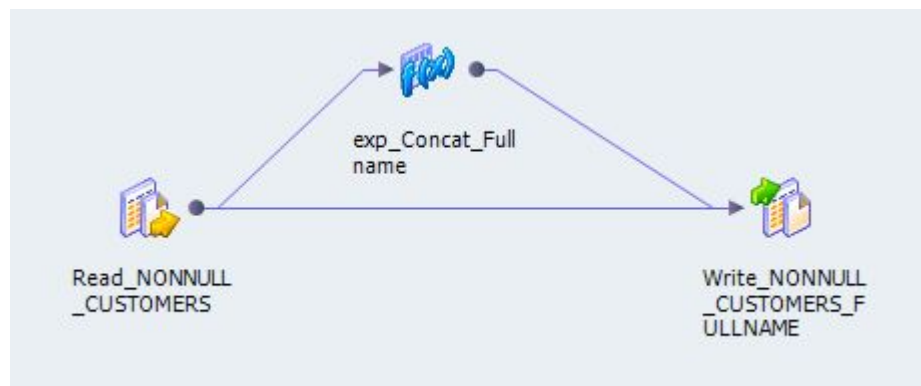 f(x)
exp_Concat_Full
name
Read_NONNULL
_CUSTOMERS
Write_NONNULL
_CUSTOMERS_F
ULLNAME